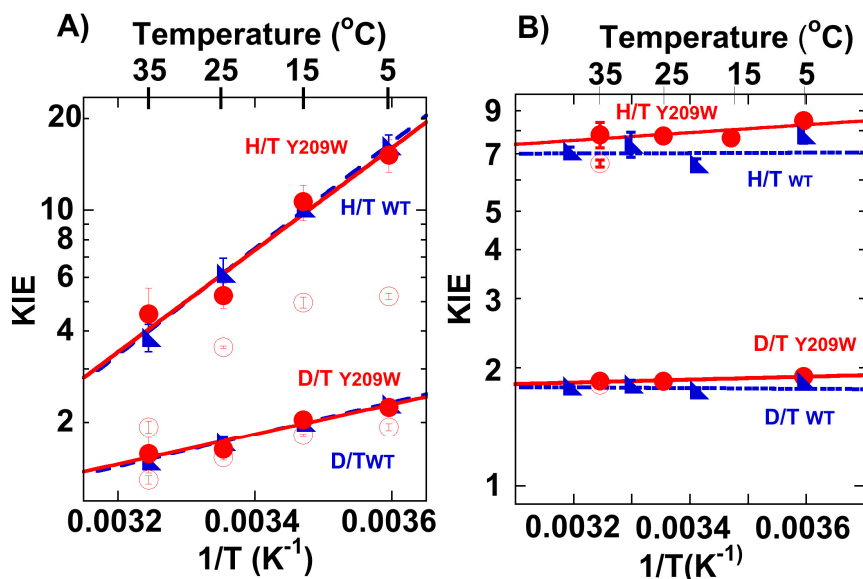 A)
Temperature (°C)
35 25 15 5
20
10
8
6
4
2
KIE
H/T Y209W
H/T WT
D/T Y209W
D/TWT
0.0032 0.0034 0.0036
1/T (K-1)
B)
Temperature (°C)
35 25 15 5
9
7
5
4
3
2
1
KIE
H/T Y209W
H/T WT
D/T Y209W
D/T WT
0.0032 0.0034 0.0036
1/T(K-1)